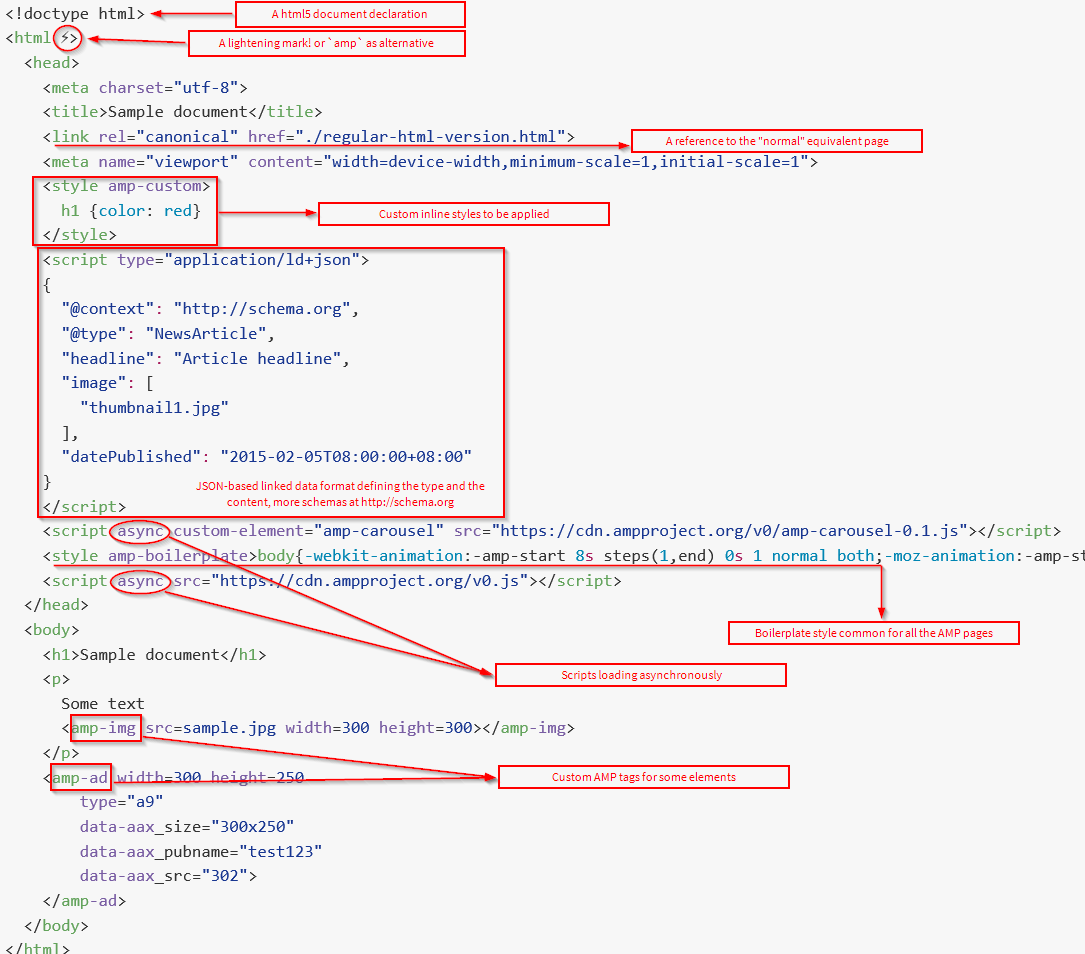 <!doctype html>
A html5 document declaration
<html ⚡>
A lightening mark! or `amp` as alternative
<head>
<meta charset="utf-8">
<title>Sample document</title>
<link rel="canonical" href="./regular-html-version.html">
A reference to the "normal" equivalent page
<meta name="viewport" content="width=device-width,minimum-scale=1,initial-scale=1">
<style amp-custom>
h1 {color: red}
Custom inline styles to be applied
</style>
<script type="application/ld+json">
{
"@context": "http://schema.org",
"@type": "NewsArticle",
"headline": "Article headline",
"image": [
"thumbnail1.jpg"
],
"datePublished": "2015-02-05T08:00:00+08:00"
}
JSON-based linked data format defining the type and the
content, more schemas at http://schema.org
</script>
<script async custom-element="amp-carousel" src="https://cdn.ampproject.org/v0/amp-carousel-0.1.js"></script>
<style amp-boilerplate>body{-webkit-animation:-amp-start 8s steps(1,end) 0s 1 normal both;-moz-animation:-amp-st
<script async src="https://cdn.ampproject.org/v0.js"></script>
</head>
<body>
Boilerplate style common for all the AMP pages
<h1>Sample document</h1>
<p>
Scripts loading asynchronously
Some text
<amp-img src=sample.jpg width=300 height=300></amp-img>
</p>
<amp-ad width=300 height=250
Custom AMP tags for some elements
type="a9"
data-aax_size="300x250"
data-aax_pubname="test123"
data-aax_src="302">
</amp-ad>
</body>
</html>